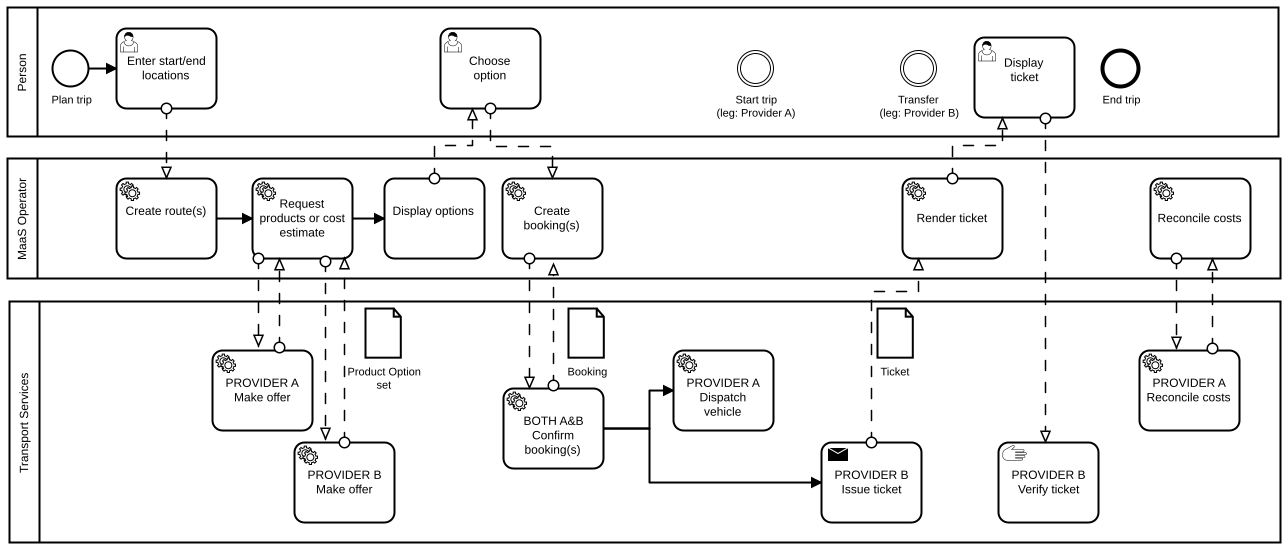 Person
Plan trip
Enter start/end
locations
Choose
option
Start trip
(leg: Provider A)
Transfer
(leg: Provider B)
Display
ticket
End trip
MaaS Operator
Create route(s)
Request
products or cost
estimate
Display options
Create
booking(s)
Render ticket
Reconcile costs
Transport Services
PROVIDER A
Make offer
PROVIDER B
Make offer
Product Option
set
Booking
BOTH A&B
Confirm
booking(s)
PROVIDER A
Dispatch
vehicle
Ticket
PROVIDER B
Issue ticket
PROVIDER B
Verify ticket
PROVIDER A
Reconcile costs